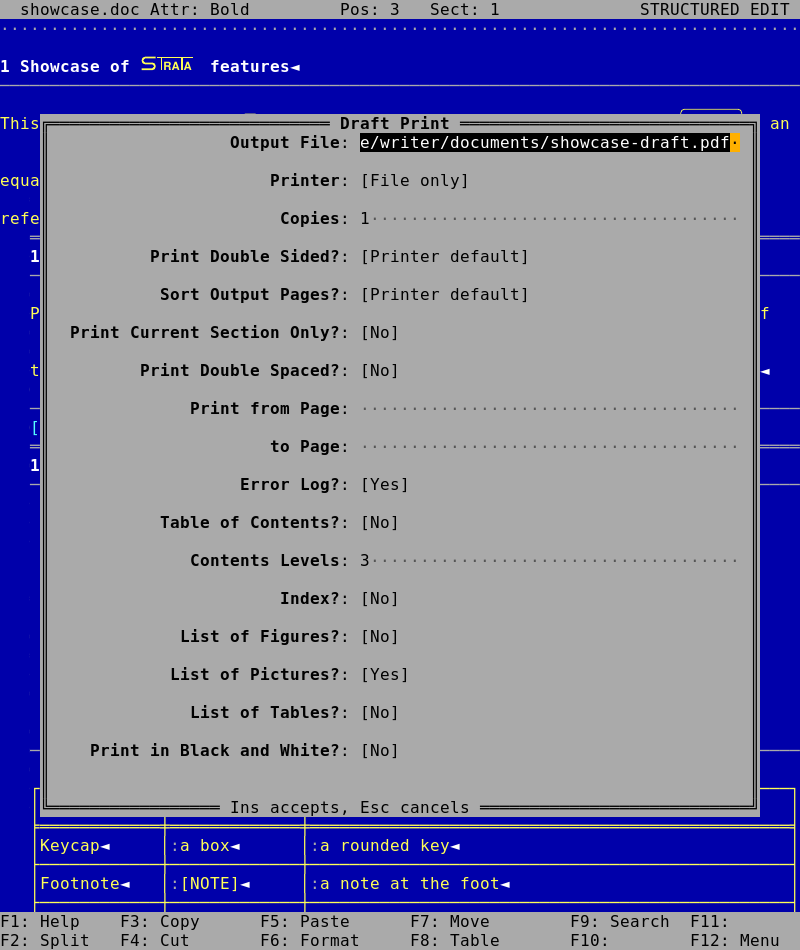 showcase.doc Attr: Bold Pos: 3 Sect: 1 STRUCTURED EDIT
1 Showcase of STRATA features◄
This an
Draft Print
Output File: e/writer/documents/showcase-draft.pdf
equa Printer: [File only]
refe Copies: 1
1 Print Double Sided?: [Printer default]
Sort Output Pages?: [Printer default]
P f
Print Current Section Only?: [No]
t Print Double Spaced?: [No] ◄
Print from Page:
[ to Page:
1
Error Log?: [Yes]
Table of Contents?: [No]
Contents Levels: 3
Index?: [No]
List of Figures?: [No]
List of Pictures?: [Yes]
List of Tables?: [No]
Print in Black and White?: [No]
Ins accepts, Esc cancels
Keycap◄ :a box◄ :a rounded key◄
Footnote◄ :[NOTE]◄ :a note at the foot◄
F1: Help F3: Copy F5: Paste F7: Move F9: Search F11:
F2: Split F4: Cut F6: Format F8: Table F10: F12: Menu